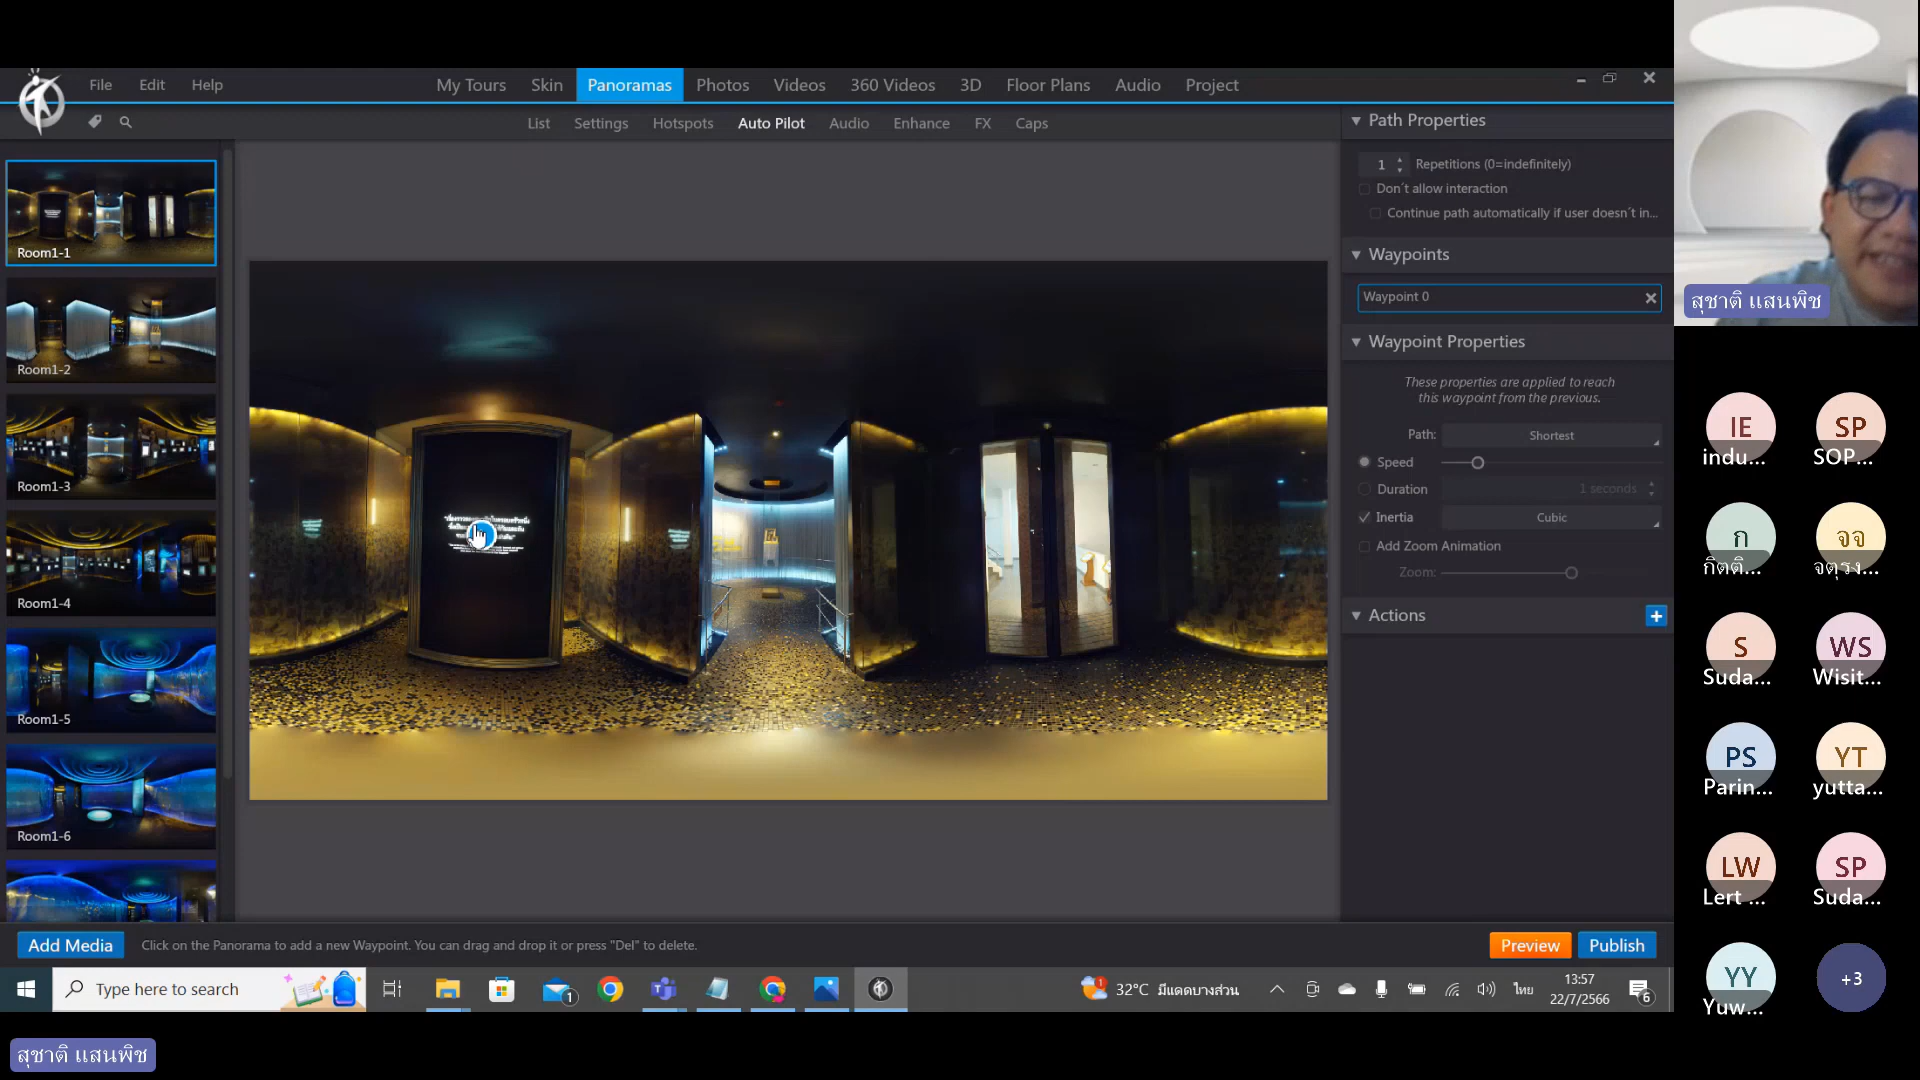 File Edit Help
My Tours Skin Panoramas Photos Videos 360 Videos 3D Floor Plans Audio Project
List Settings Hotspots Auto Pilot Audio Enhance FX Caps
Room1-1
Room1-2
Room1-3
Room1-4
Room1-5
Room1-6
Path Properties
1 Repetitions (0=indefinitely)
Don´t allow interaction
Continue path automatically if user doesn´t in...
Waypoints
Waypoint 0
Waypoint Properties
These properties are applied to reach
this waypoint from the previous.
Path: Shortest
Speed
Duration 1 seconds
Inertia Cubic
Add Zoom Animation
Zoom:
Actions
Add Media Click on the Panorama to add a new Waypoint. You can drag and drop it or press "Del" to delete.
Preview Publish
Type here to search
1
1
32°C มีแดดบางส่วน
ไทย
13:57
22/7/2566
6
สุชาติ แสนพิช
IE
indu...
SP
SOP...
ก
กิตติ...
จจ
จตุรง...
S
Suda...
WS
Wisit...
PS
Parin...
YT
yutta...
LW
Lert ...
SP
Suda...
YY
Yuw...
+3
สุชาติ แสนพิช